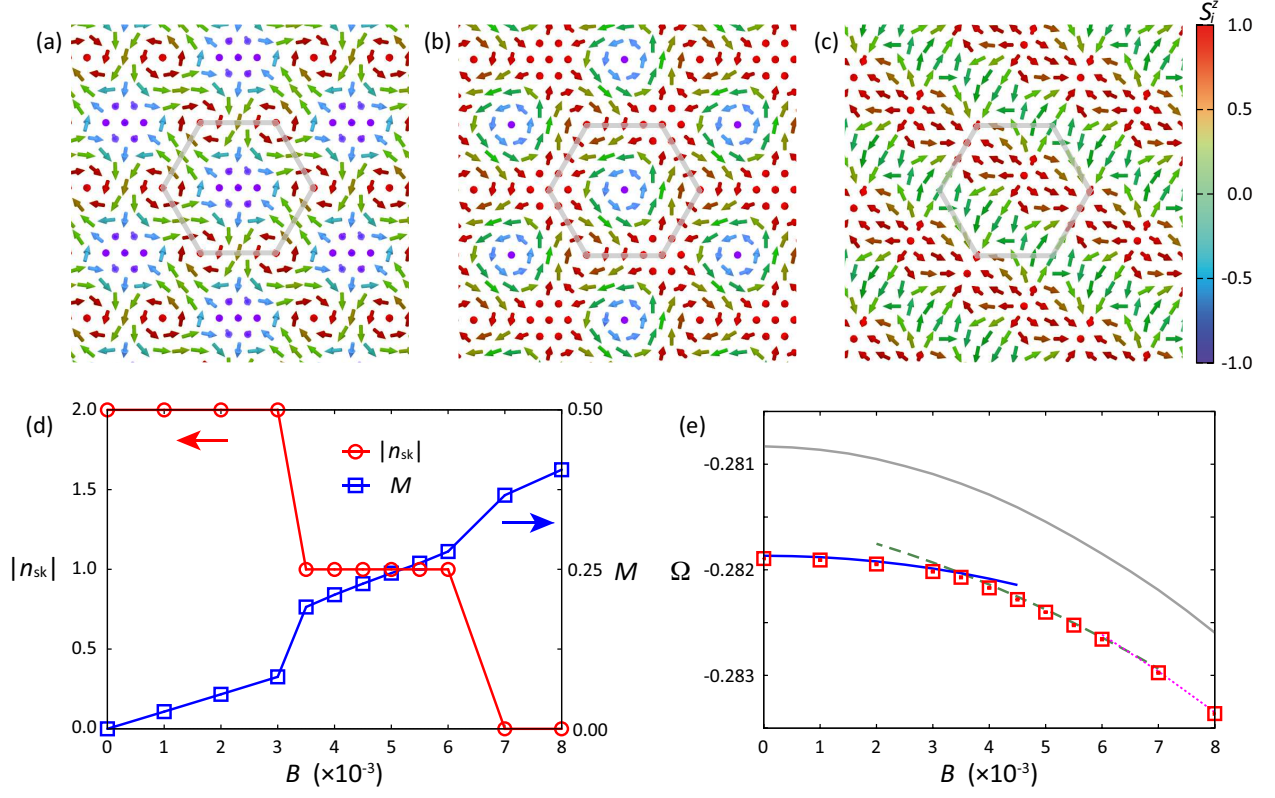 (a)
(b)
(c)
S_i^z
1.0
0.5
0.0
-0.5
-1.0
(d)
|n_sk|
M
2.0
1.5
1.0
0.5
0.0
0.50
0.25
0.00
|n_sk|
M
0 1 2 3 4 5 6 7 8
B (×10^-3)
(e)
Ω
-0.281
-0.282
-0.283
0 1 2 3 4 5 6 7 8
B (×10^-3)